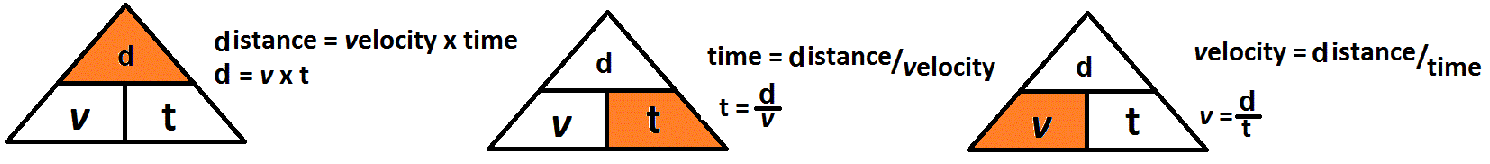 d
v t
distance = velocity x time
d = v x t
d
v t
time = distance/velocity
t = d/v
d
v t
velocity = distance/time
v = d/t